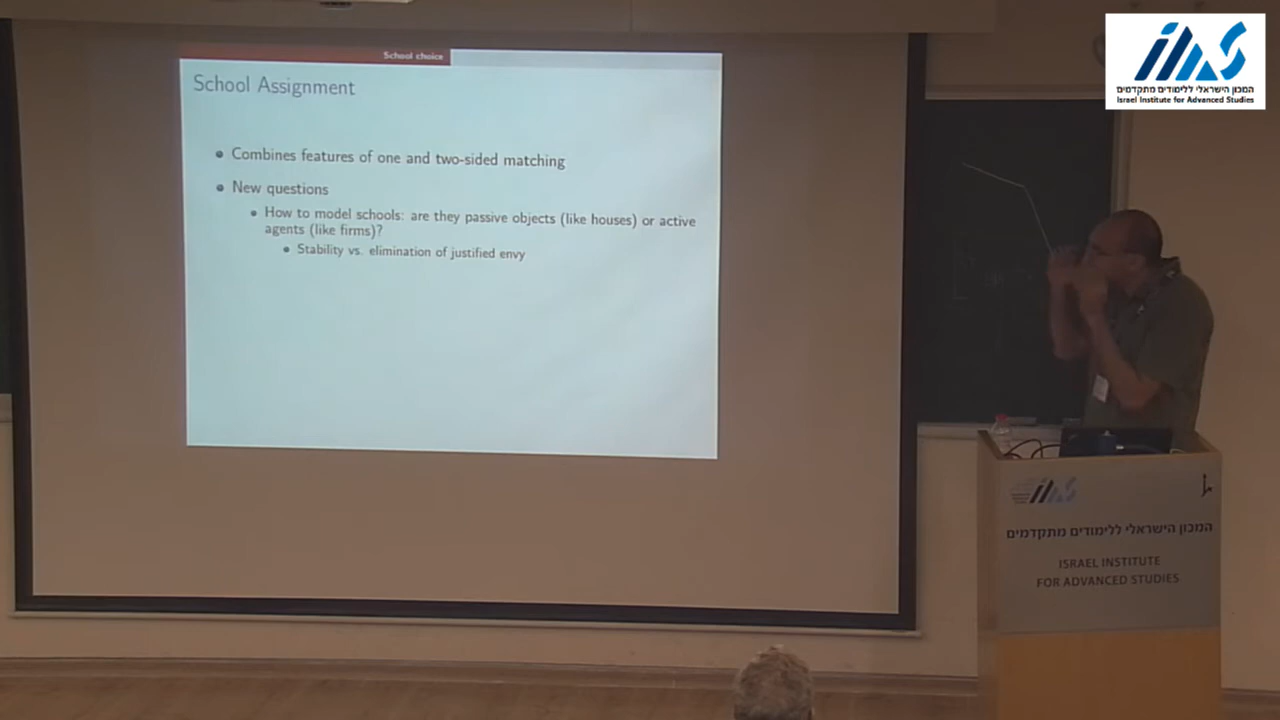 School choice
School Assignment
Combines features of one and two-sided matching
New questions
How to model schools: are they passive objects (like houses) or active
agents (like firms)?
Stability vs. elimination of justified envy
המכון הישראלי ללימודים מתקדמים
Israel Institute for Advanced Studies
המכון הישראלי ללימודים מתקדמים
ISRAEL INSTITUTE
FOR ADVANCED STUDIES